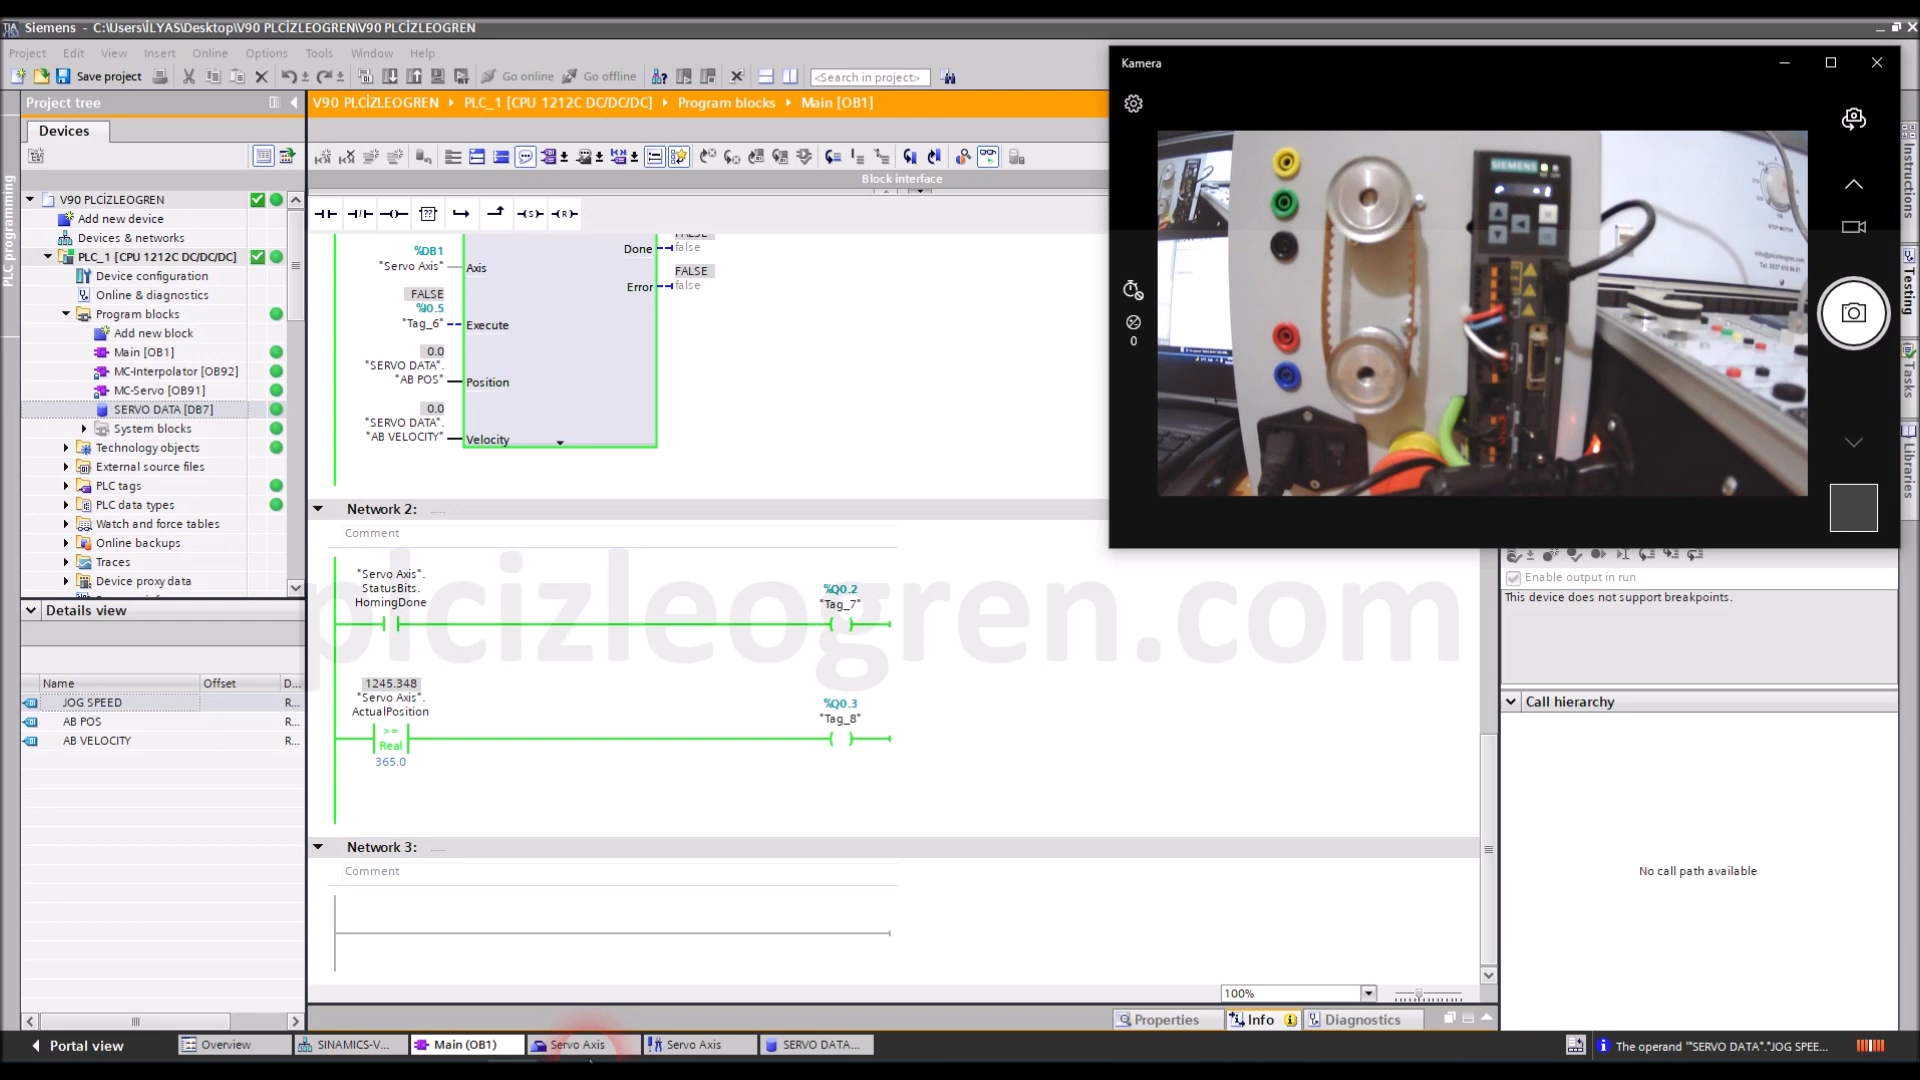 Siemens - C:\Users\İLYAS\Desktop\V90 PLCİZLEOGREN\V90 PLCİZLEOGREN
Project Edit View Insert Online Options Tools Window Help
Save project
Go online
Go offline
<Search in project>
Project tree
V90 PLCİZLEOGREN PLC_1 [CPU 1212C DC/DC/DC] Program blocks Main [OB1]
Devices
Block interface
PLC programming
V90 PLCİZLEOGREN
Add new device
Devices & networks
PLC_1 [CPU 1212C DC/DC/DC]
Device configuration
Online & diagnostics
Program blocks
Add new block
Main [OB1]
MC-Interpolator [OB92]
MC-Servo [OB91]
SERVO DATA [DB7]
System blocks
Technology objects
External source files
PLC tags
PLC data types
Watch and force tables
Online backups
Traces
Device proxy data
Details view
Name Offset D...
JOG SPEED R...
AB POS R...
AB VELOCITY R...
%DB1
"Servo Axis" Axis
FALSE
%I0.5
"Tag_6" Execute
0.0
"SERVO DATA".
"AB POS" Position
0.0
"SERVO DATA".
"AB VELOCITY" Velocity
FALSE
Done false
FALSE
Error false
Network 2: .....
Comment
"Servo Axis".
StatusBits.
HomingDone
%Q0.2
"Tag_7"
1245.348
"Servo Axis".
ActualPosition
>=
Real
365.0
%Q0.3
"Tag_8"
plcizleogren.com
Network 3: .....
Comment
100%
Properties
Info
Diagnostics
Kamera
0
SIEMENS
Instructions
Testing
Tasks
Libraries
Enable output in run
This device does not support breakpoints.
Call hierarchy
No call path available
Portal view
Overview
SINAMICS-V...
Main (OB1)
Servo Axis
Servo Axis
SERVO DATA...
The operand '"SERVO DATA"."JOG SPEE...